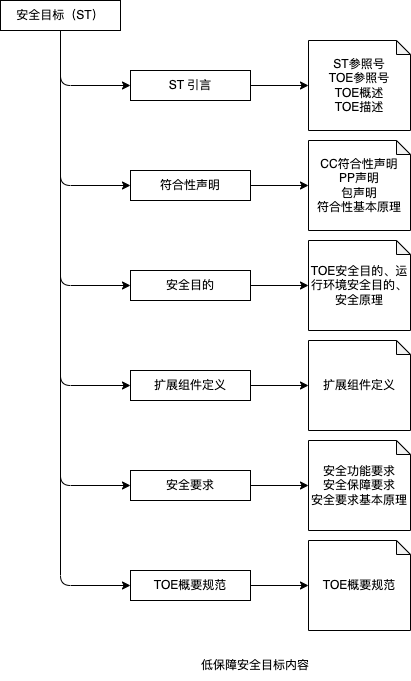 安全目标（ST）
ST 引言
ST参照号
TOE参照号
TOE概述
TOE描述
符合性声明
CC符合性声明
PP声明
包声明
符合性基本原理
安全目的
TOE安全目的、运
行环境安全目的、
安全原理
扩展组件定义
扩展组件定义
安全要求
安全功能要求
安全保障要求
安全要求基本原理
TOE概要规范
TOE概要规范
低保障安全目标内容